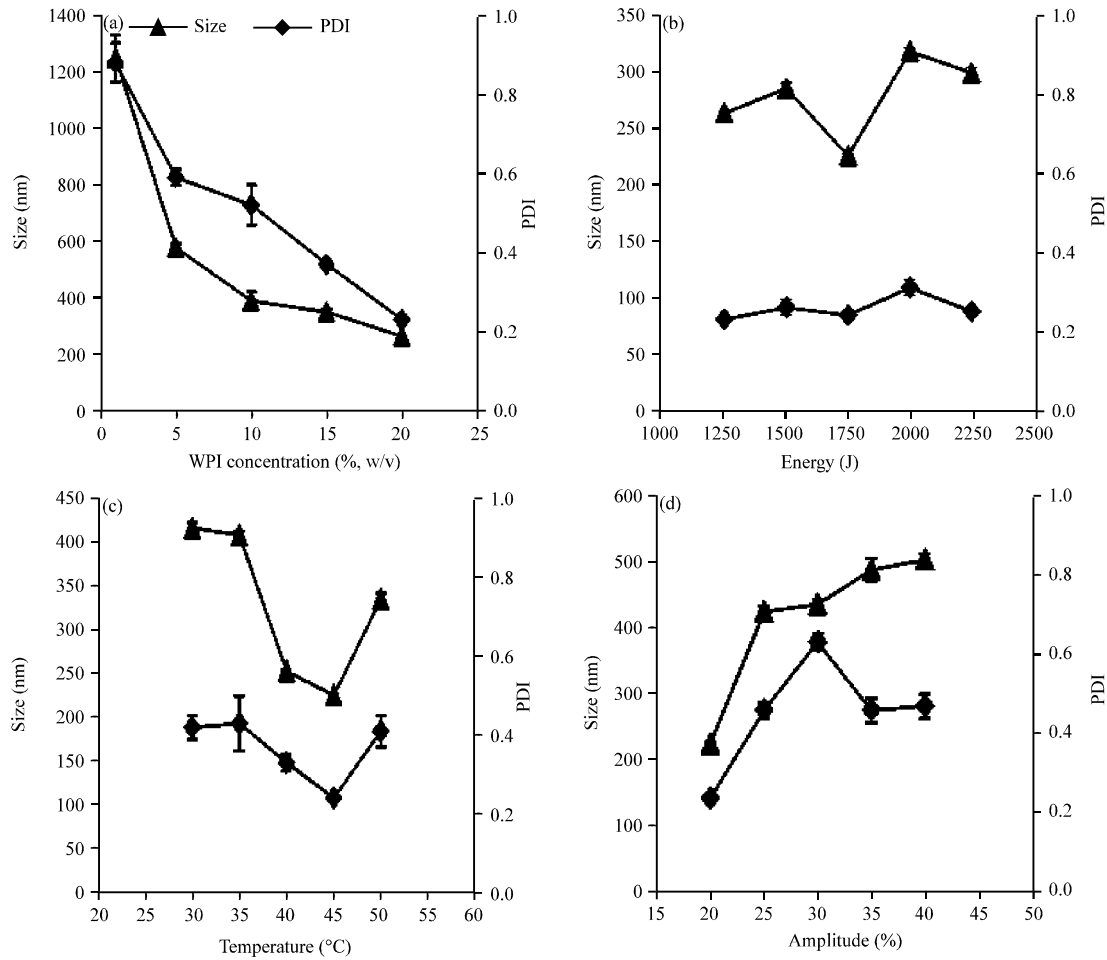 (a)
Size
PDI
1400
1200
1000
800
600
400
200
0
Size (nm)
1.0
0.8
0.6
0.4
0.2
0.0
PDI
0 5 10 15 20 25
WPI concentration (%, w/v)
(b)
350
300
250
200
150
100
50
0
Size (nm)
1.0
0.8
0.6
0.4
0.2
0.0
PDI
1000 1250 1500 1750 2000 2250 2500
Energy (J)
(c)
450
400
350
300
250
200
150
100
50
0
Size (nm)
1.0
0.8
0.6
0.4
0.2
0.0
PDI
20 25 30 35 40 45 50 55 60
Temperature (°C)
(d)
600
500
400
300
200
100
0
Size (nm)
1.0
0.8
0.6
0.4
0.2
0.0
PDI
15 20 25 30 35 40 45 50
Amplitude (%)